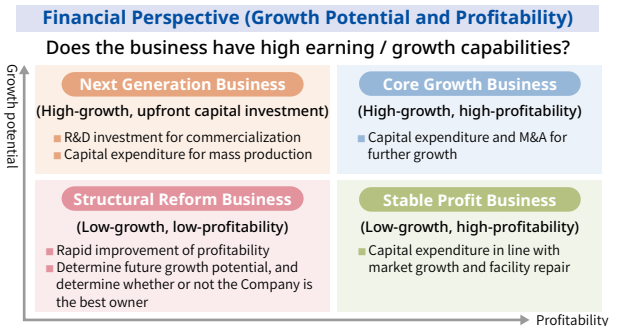 Financial Perspective (Growth Potential and Profitability)
Does the business have high earning / growth capabilities?
Growth potential
Next Generation Business
(High-growth, upfront capital investment)
■ R&D investment for commercialization
■ Capital expenditure for mass production
Core Growth Business
(High-growth, high-profitability)
■ Capital expenditure and M&A for
further growth
Structural Reform Business
(Low-growth, low-profitability)
■ Rapid improvement of profitability
■ Determine future growth potential, and
determine whether or not the Company is
the best owner
Stable Profit Business
(Low-growth, high-profitability)
■ Capital expenditure in line with
market growth and facility repair
Profitability